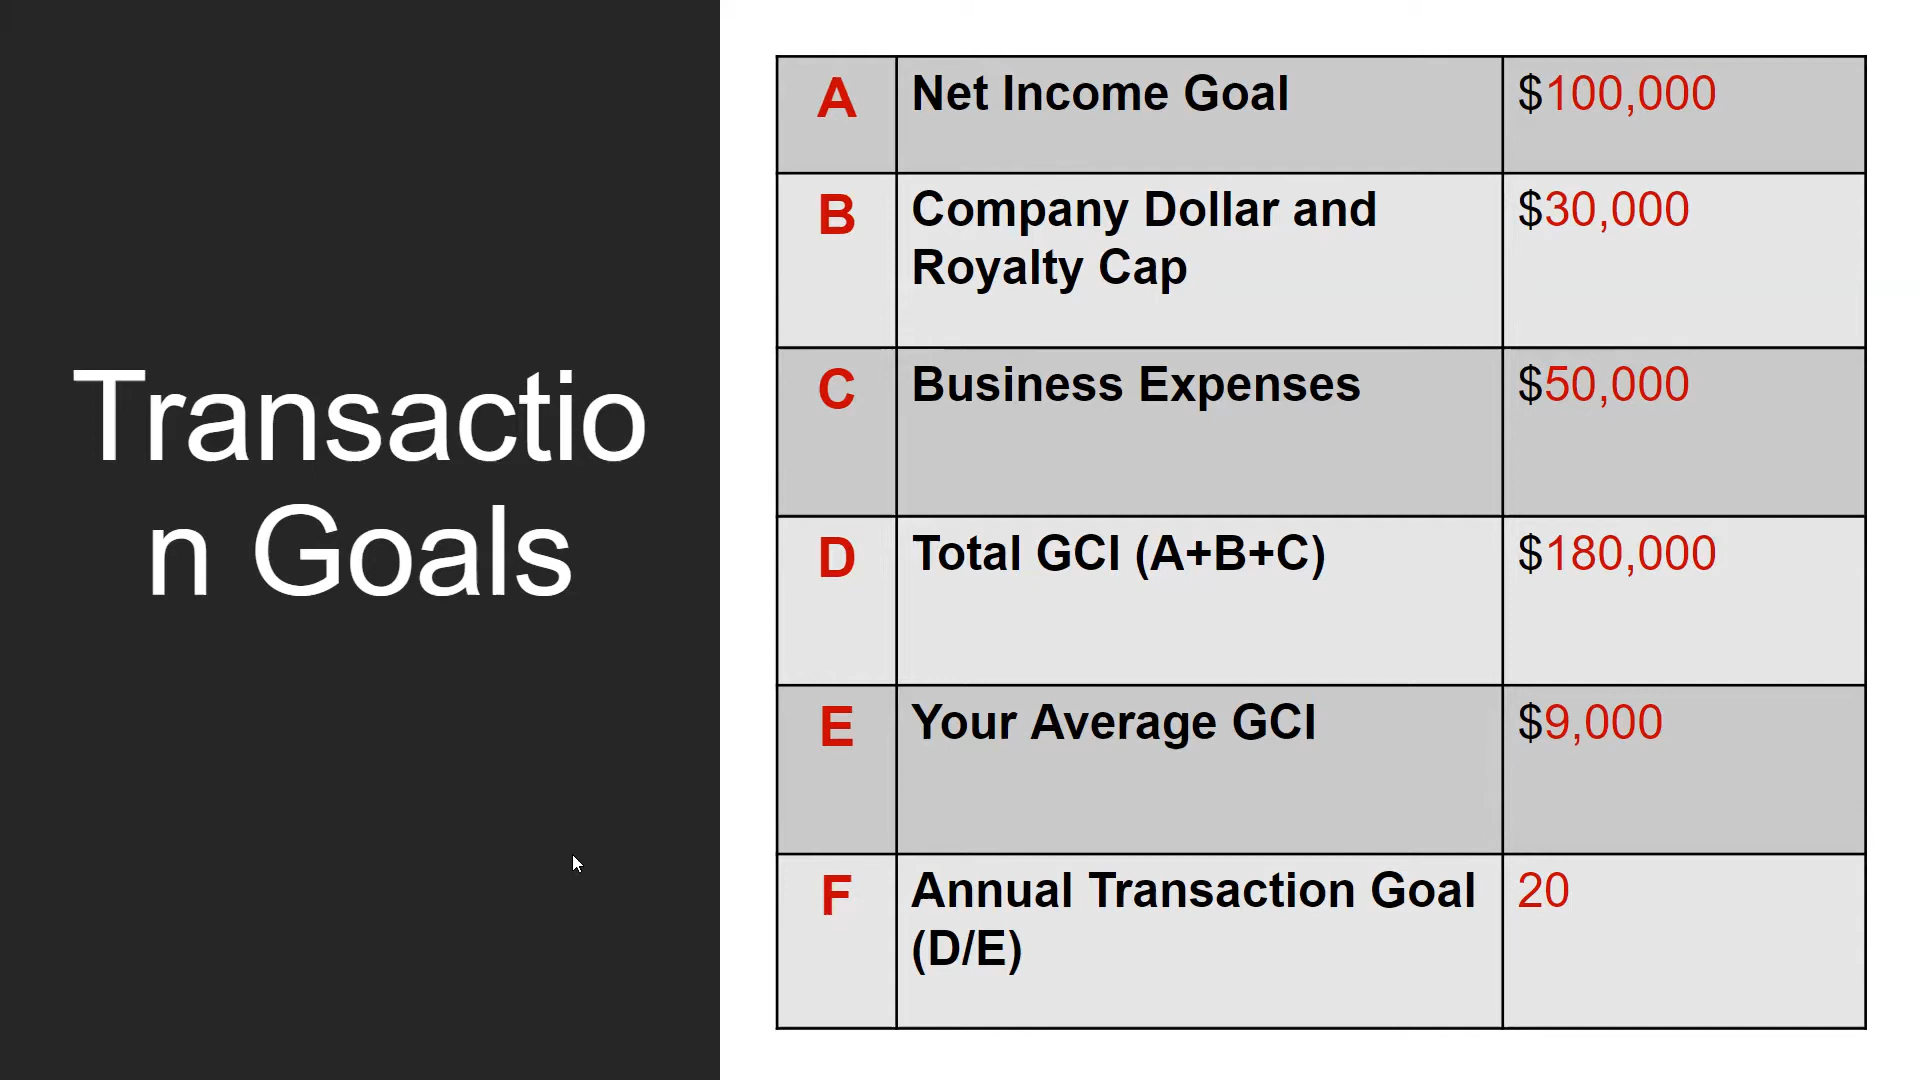 Transactio
n Goals
A Net Income Goal $100,000
B Company Dollar and $30,000
Royalty Cap
C Business Expenses $50,000
D Total GCI (A+B+C) $180,000
E Your Average GCI $9,000
F Annual Transaction Goal 20
(D/E)